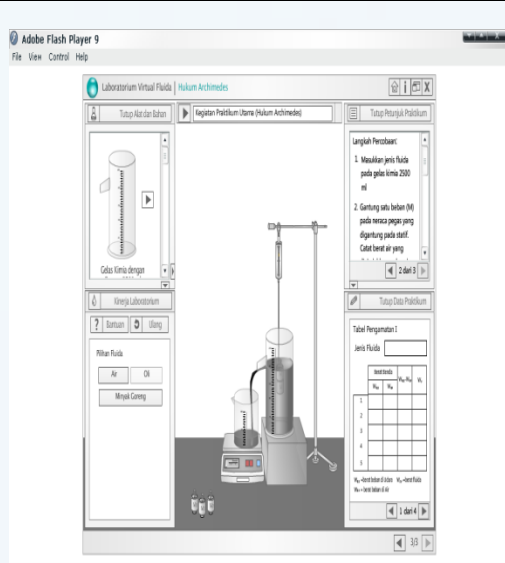 Adobe Flash Player 9
File View Control Help
Laboratorium Virtual Fluida | Hukum Archimedes
Tutup Alat dan Bahan
Kegiatan Praktikum Utama (Hukum Archimedes)
Tutup Petunjuk Praktikum
Gelas Kimia dengan
Langkah Percobaan:
1. Masukkan jenis fluida
pada gelas kimia 2500
ml
2. Gantung satu beban (M)
pada neraca pegas yang
digantung pada statif.
Catat berat air yang
2 dari 3
Kinerja Laboratorium
? Bantuan Ulang
Pilihan Fluida
Air Oli
Minyak Goreng
Tutup Data Praktikum
Tabel Pengamatan I
Jenis Fluida
Berat Benda
1
2
3
4
5
1 dari 4
3/3